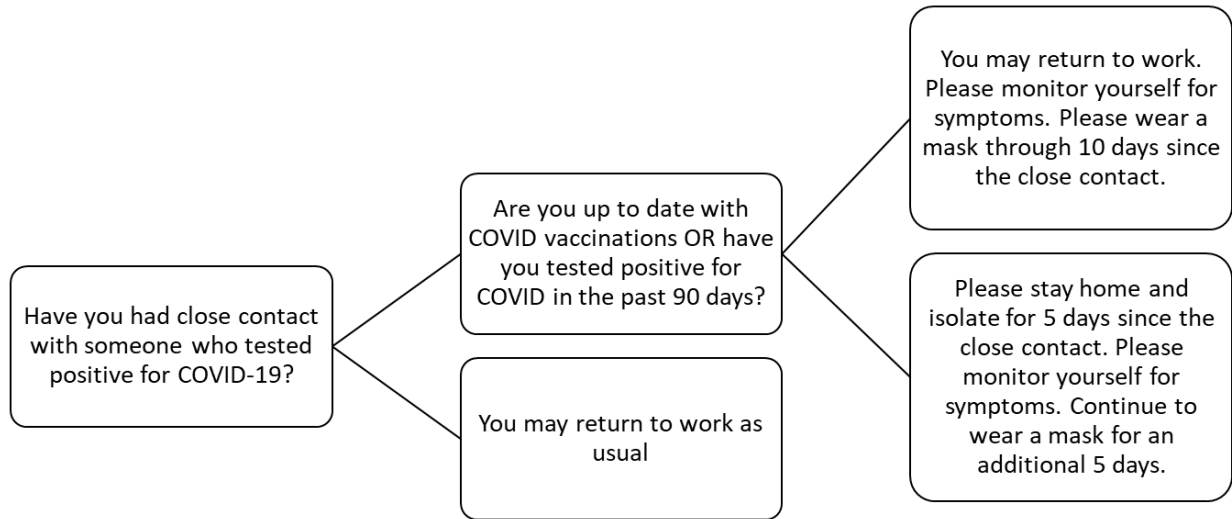 Have you had close contact
with someone who tested
positive for COVID-19?
Are you up to date with
COVID vaccinations OR have
you tested positive for
COVID in the past 90 days?
You may return to work as
usual
You may return to work.
Please monitor yourself for
symptoms. Please wear a
mask through 10 days since
the close contact.
Please stay home and
isolate for 5 days since the
close contact. Please
monitor yourself for
symptoms. Continue to
wear a mask for an
additional 5 days.